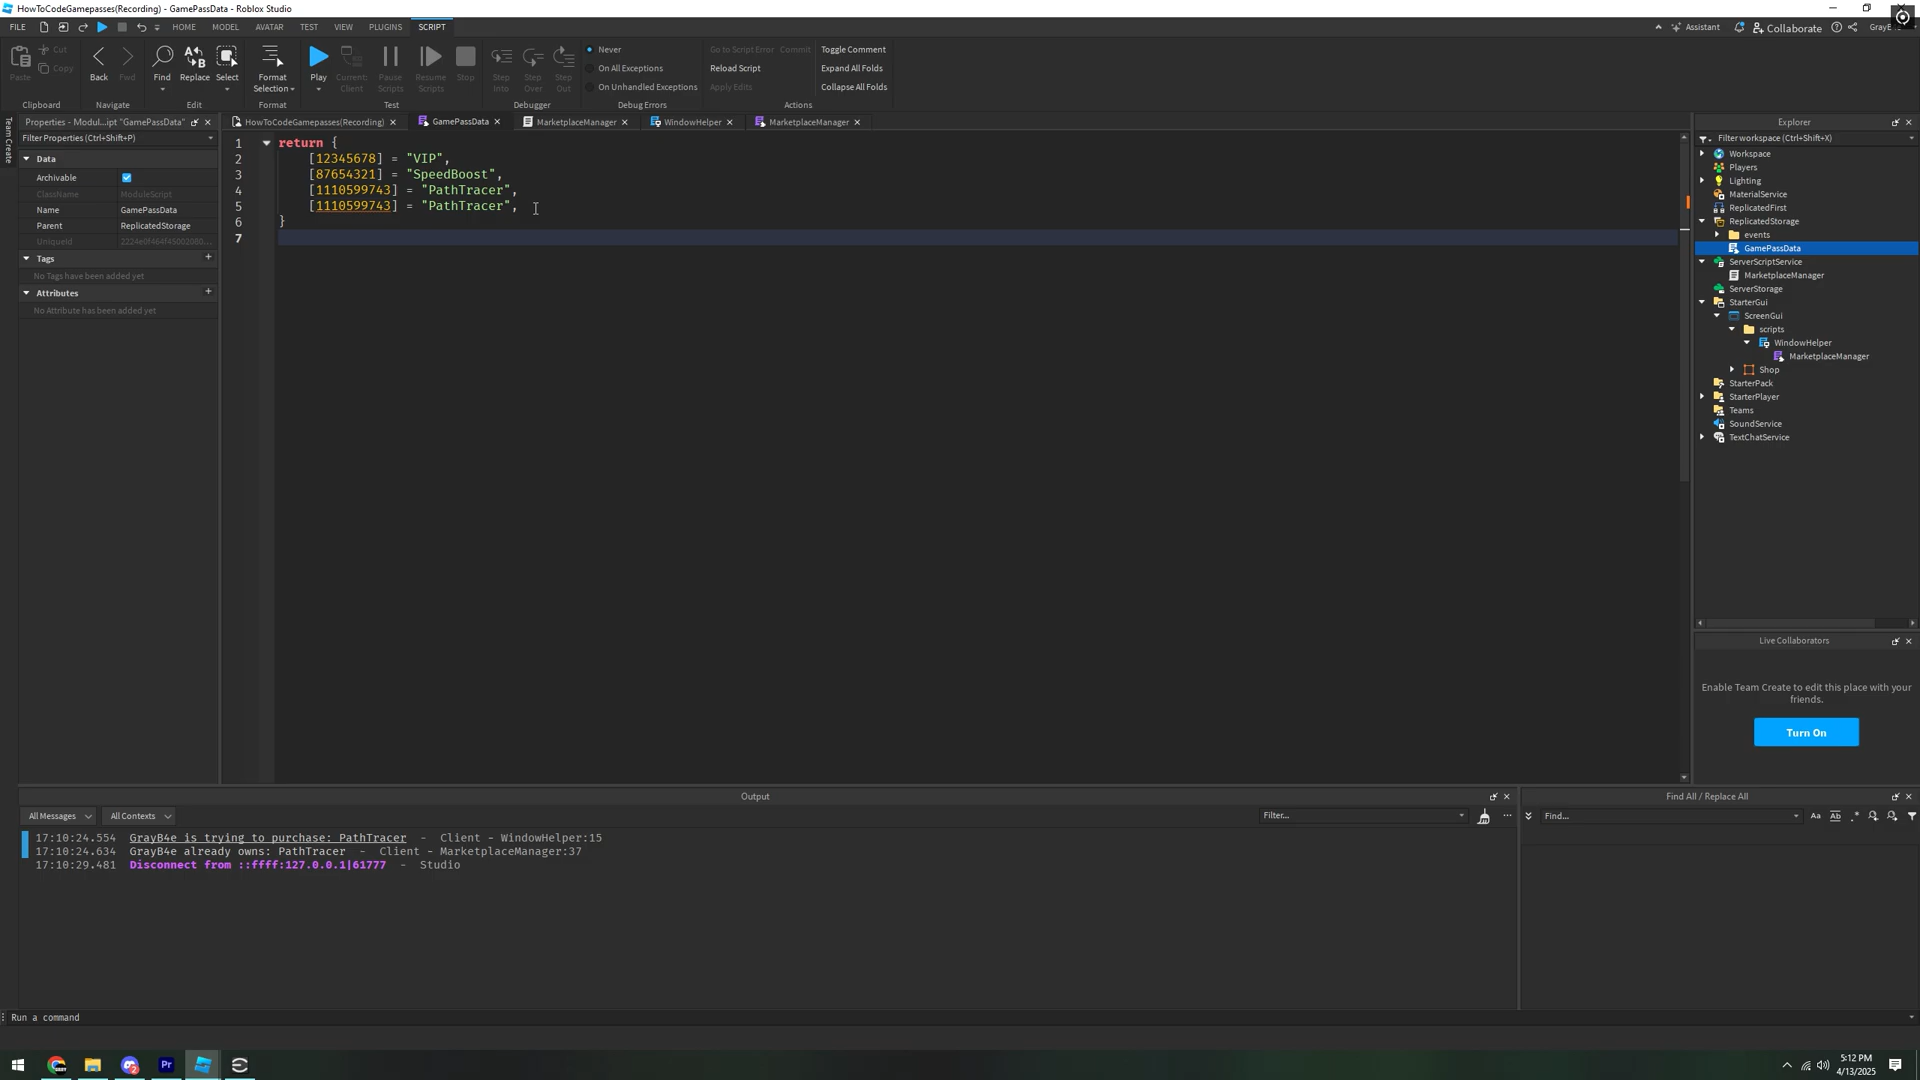 HowToCodeGamepasses(Recording) - GamePassData - Roblox Studio
FILE HOME MODEL AVATAR TEST VIEW PLUGINS SCRIPT
Assistant Collaborate
Paste Cut Copy Back Fwd Find Replace Select Format Selection Play Current: Client Pause Scripts Resume Scripts Stop Step Into Step Over Step Out
Never
On All Exceptions
On Unhandled Exceptions
Go to Script Error Commit
Reload Script
Apply Edits
Toggle Comment
Expand All Folds
Collapse All Folds
Clipboard Navigate Edit Format Test Debugger Debug Errors Actions
Team Create
Properties - Modul...ipt "GamePassData"
Filter Properties (Ctrl+Shift+P)
Data
Archivable
ClassName ModuleScript
Name GamePassData
Parent ReplicatedStorage
UniqueId
Tags +
No Tags have been added yet
Attributes +
No Attribute has been added yet
HowToCodeGamepasses(Recording) GamePassData MarketplaceManager WindowHelper MarketplaceManager
1 return {
2 [12345678] = "VIP",
3 [87654321] = "SpeedBoost",
4 [1110599743] = "PathTracer",
5 [1110599743] = "PathTracer",
6 }
7
Explorer
Filter workspace (Ctrl+Shift+X)
Workspace
Players
Lighting
MaterialService
ReplicatedFirst
ReplicatedStorage
events
GamePassData
ServerScriptService
MarketplaceManager
ServerStorage
StarterGui
ScreenGui
scripts
WindowHelper
MarketplaceManager
Shop
StarterPack
StarterPlayer
Teams
SoundService
TextChatService
Live Collaborators
Enable Team Create to edit this place with your
friends.
Turn On
Output
All Messages All Contexts Filter...
17:10:24.554 GrayB4e is trying to purchase: PathTracer - Client - WindowHelper:15
17:10:24.634 GrayB4e already owns: PathTracer - Client - MarketplaceManager:37
17:10:29.481 Disconnect from ::ffff:127.0.0.1|61777 - Studio
Find All / Replace All
Find... Aa Ab .*
Run a command
5:12 PM
4/13/2025